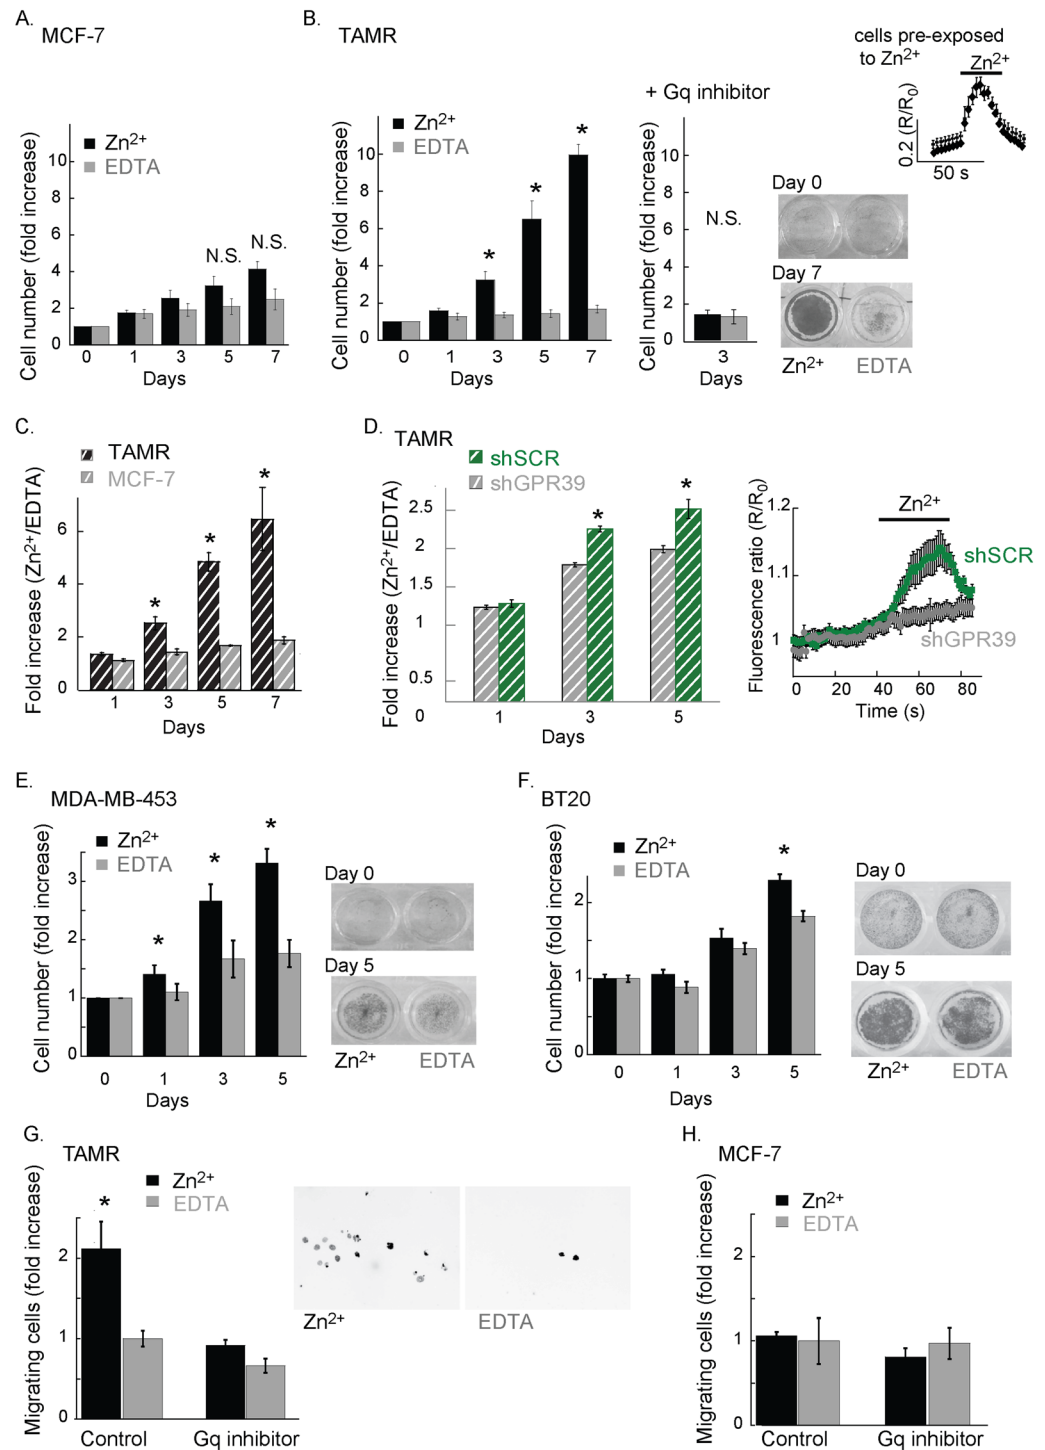 A.
MCF-7
Zn2+
EDTA
Cell number (fold increase)
10
8
6
4
2
0
N.S.
N.S.
0 1 3 5 7
Days
B.
TAMR
Zn2+
EDTA
Cell number (fold increase)
10
8
6
4
2
0
*
*
*
0 1 3 5 7
Days
+ Gq inhibitor
Cell number (fold increase)
10
8
6
4
2
0
N.S.
3
Days
cells pre-exposed
to Zn2+
Zn2+
0.2 (R/R0)
50 s
Day 0
Day 7
Zn2+ EDTA
C.
TAMR
MCF-7
Fold increase (Zn2+/EDTA)
6
4
2
0
*
*
*
1 3 5 7
Days
D.
TAMR
shSCR
shGPR39
Fold increase (Zn2+/EDTA)
2.5
2
1.5
1
0.5
0
*
*
1 3 5
Days
Fluorescence ratio (R/R0)
1.2
1.1
1
Zn2+
shSCR
shGPR39
0 20 40 60 80
Time (s)
E.
MDA-MB-453
Zn2+
EDTA
Cell number (fold increase)
3
2
1
0
*
*
*
0 1 3 5
Days
Day 0
Day 5
Zn2+ EDTA
F.
BT20
Zn2+
EDTA
Cell number (fold increase)
2
1
0
*
0 1 3 5
Days
Day 0
Day 5
Zn2+ EDTA
G.
TAMR
Zn2+
EDTA
Migrating cells (fold increase)
2
1
0
*
Control Gq inhibitor
Zn2+ EDTA
H.
MCF-7
Zn2+
EDTA
Migrating cells (fold increase)
2
1
0
Control Gq inhibitor